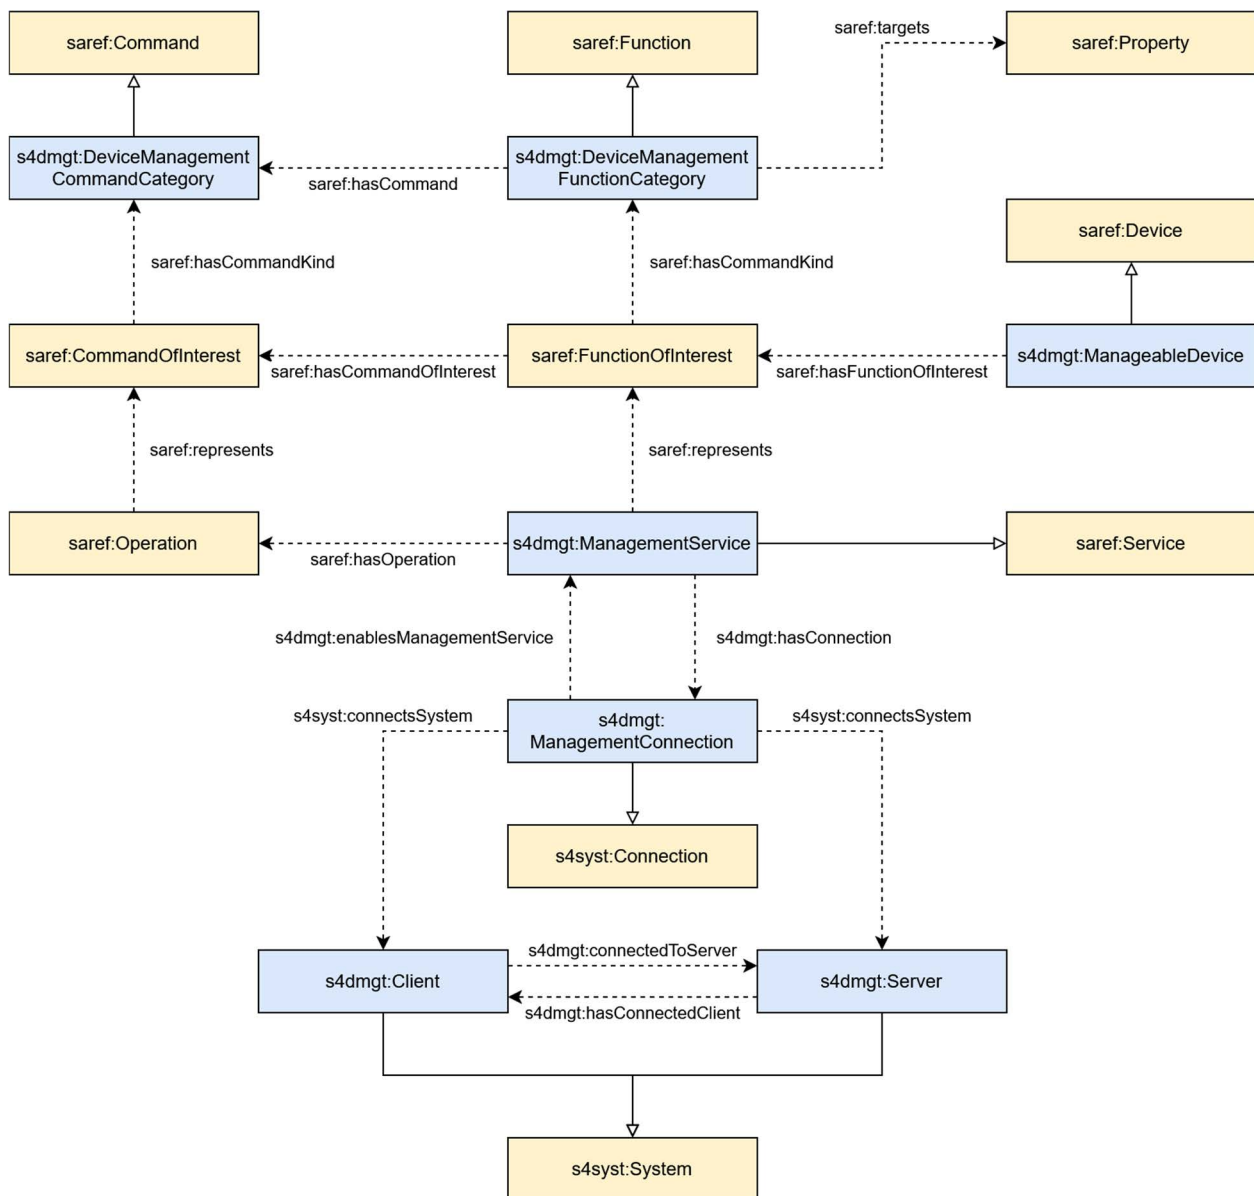 saref:Command
saref:Function
saref:targets
saref:Property
s4dmgt:DeviceManagement
CommandCategory
saref:hasCommand
s4dmgt:DeviceManagement
FunctionCategory
saref:Device
saref:hasCommandKind
saref:hasCommandKind
saref:CommandOfInterest
saref:hasCommandOfInterest
saref:FunctionOfInterest
saref:hasFunctionOfInterest
s4dmgt:ManageableDevice
saref:represents
saref:represents
saref:Operation
saref:hasOperation
s4dmgt:ManagementService
saref:Service
s4dmgt:enablesManagementService
s4dmgt:hasConnection
s4syst:connectsSystem
s4dmgt:
ManagementConnection
s4syst:connectsSystem
s4syst:Connection
s4dmgt:Client
s4dmgt:connectedToServer
s4dmgt:hasConnectedClient
s4dmgt:Server
s4syst:System